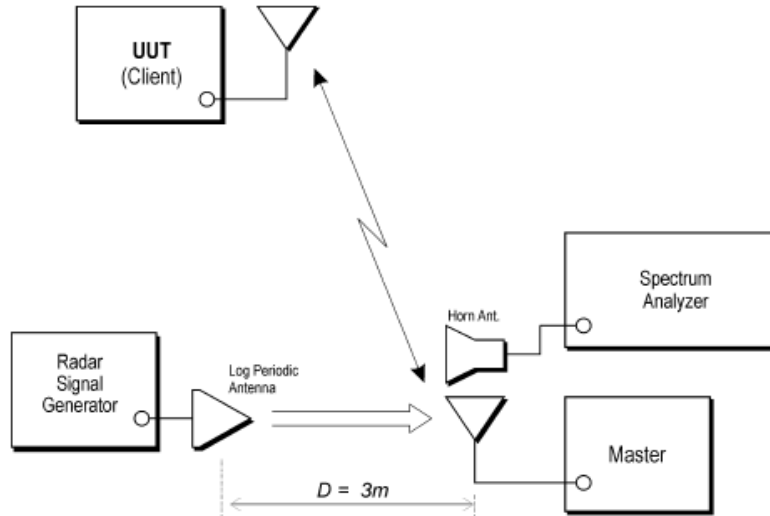 UUT
(Client)
Spectrum
Analyzer
Horn Ant.
Radar
Signal
Generator
Log Periodic
Antenna
Master
D = 3m